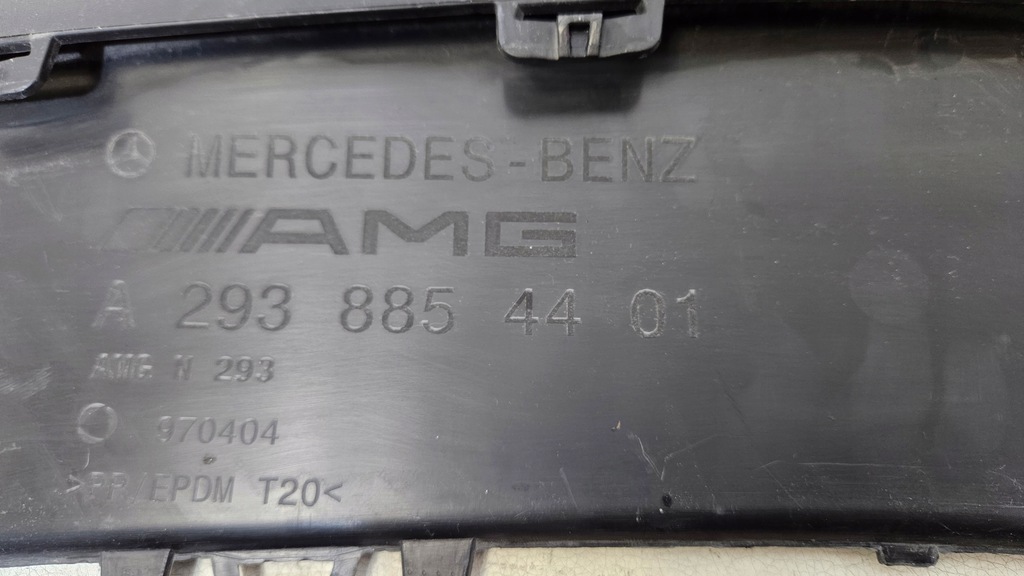 MERCEDES-BENZ
AMG
A 293 885 44 01
AMG N 293
970404
>PP/EPDM T20<